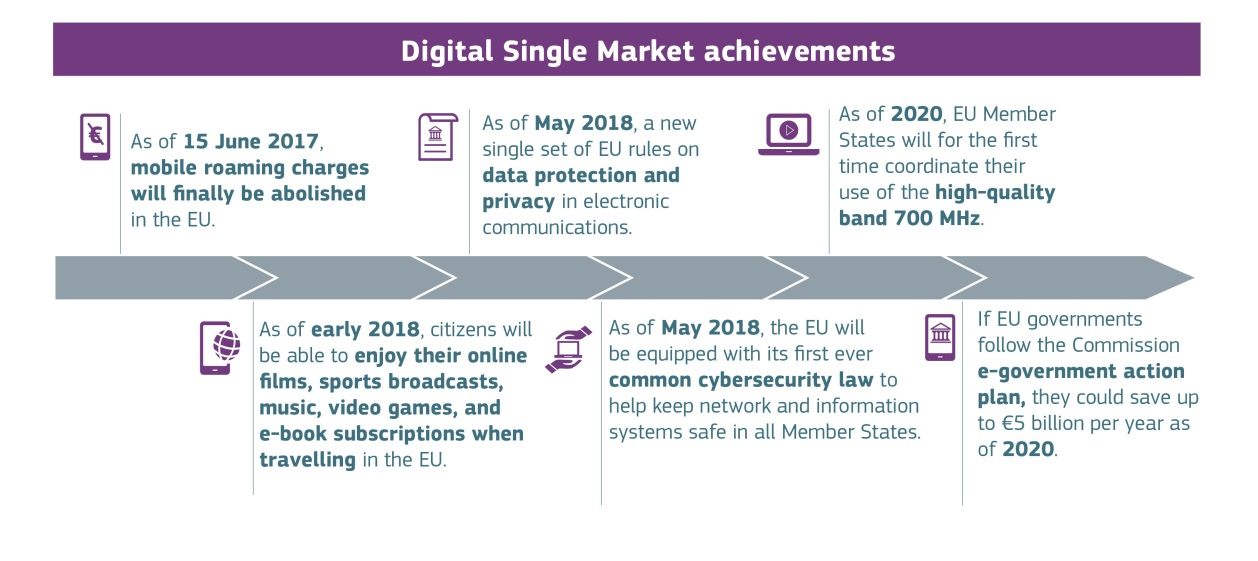 Digital Single Market achievements
As of 15 June 2017,
mobile roaming charges
will finally be abolished
in the EU.
As of early 2018, citizens will
be able to enjoy their online
films, sports broadcasts,
music, video games, and
e-book subscriptions when
travelling in the EU.
As of May 2018, a new
single set of EU rules on
data protection and
privacy in electronic
communications.
As of May 2018, the EU will
be equipped with its first ever
common cybersecurity law to
help keep network and information
systems safe in all Member States.
As of 2020, EU Member
States will for the first
time coordinate their
use of the high-quality
band 700 MHz.
If EU governments
follow the Commission
e-government action
plan, they could save up
to €5 billion per year as
of 2020.